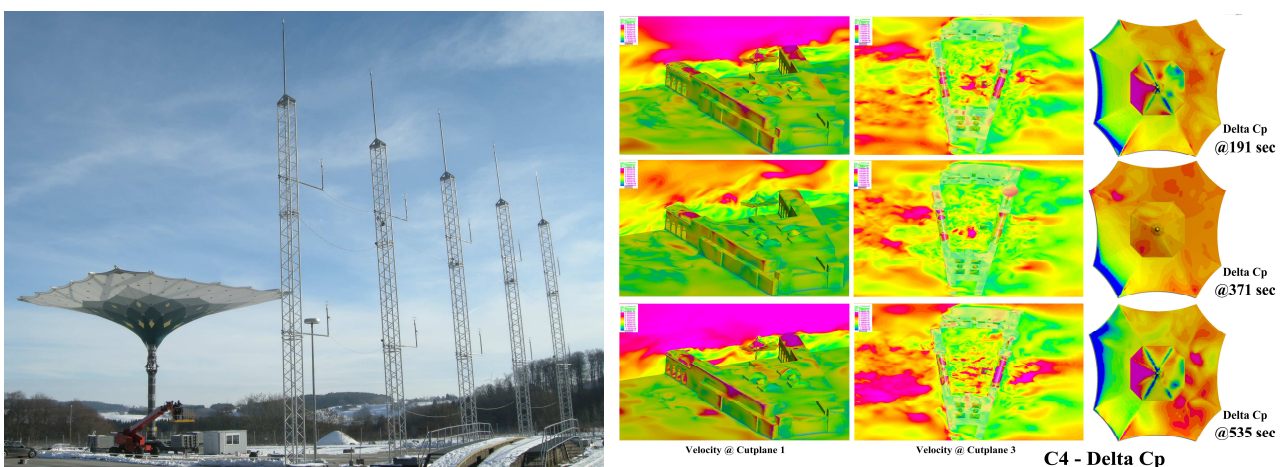 Delta Cp
@191 sec
Delta Cp
@371 sec
Delta Cp
@535 sec
Velocity @ Cutplane 1
Velocity @ Cutplane 3
C4 - Delta Cp